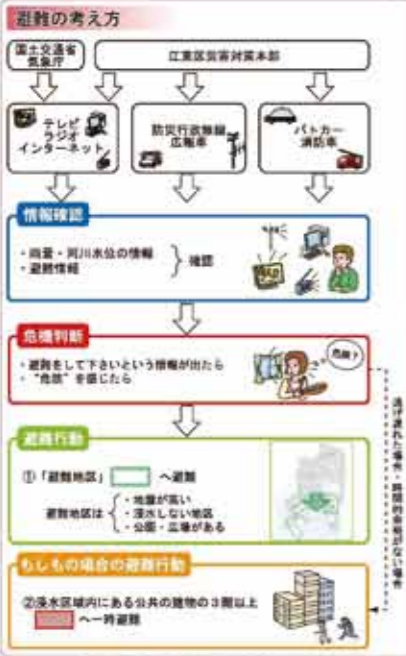 避難の考え方
国土交通省
気象庁
江東区災害対策本部
テレビ
ラジオ
インターネット
防災行政無線
広報車
パトカー
消防車
情報確認
・雨量・河川水位の情報
・避難情報
確認
危機判断
・避難をして下さいという情報が出たら
・“危険”を感じたら
危険?
逃げ遅れた場合・時間的余裕がない場合
避難行動
①「避難地区」 へ避難
避難地区は
・地盤が高い
・浸水しない地区
・公園・広場がある
もしもの場合の避難行動
②浸水区域内にある公共の建物の3階以上
へ一時避難